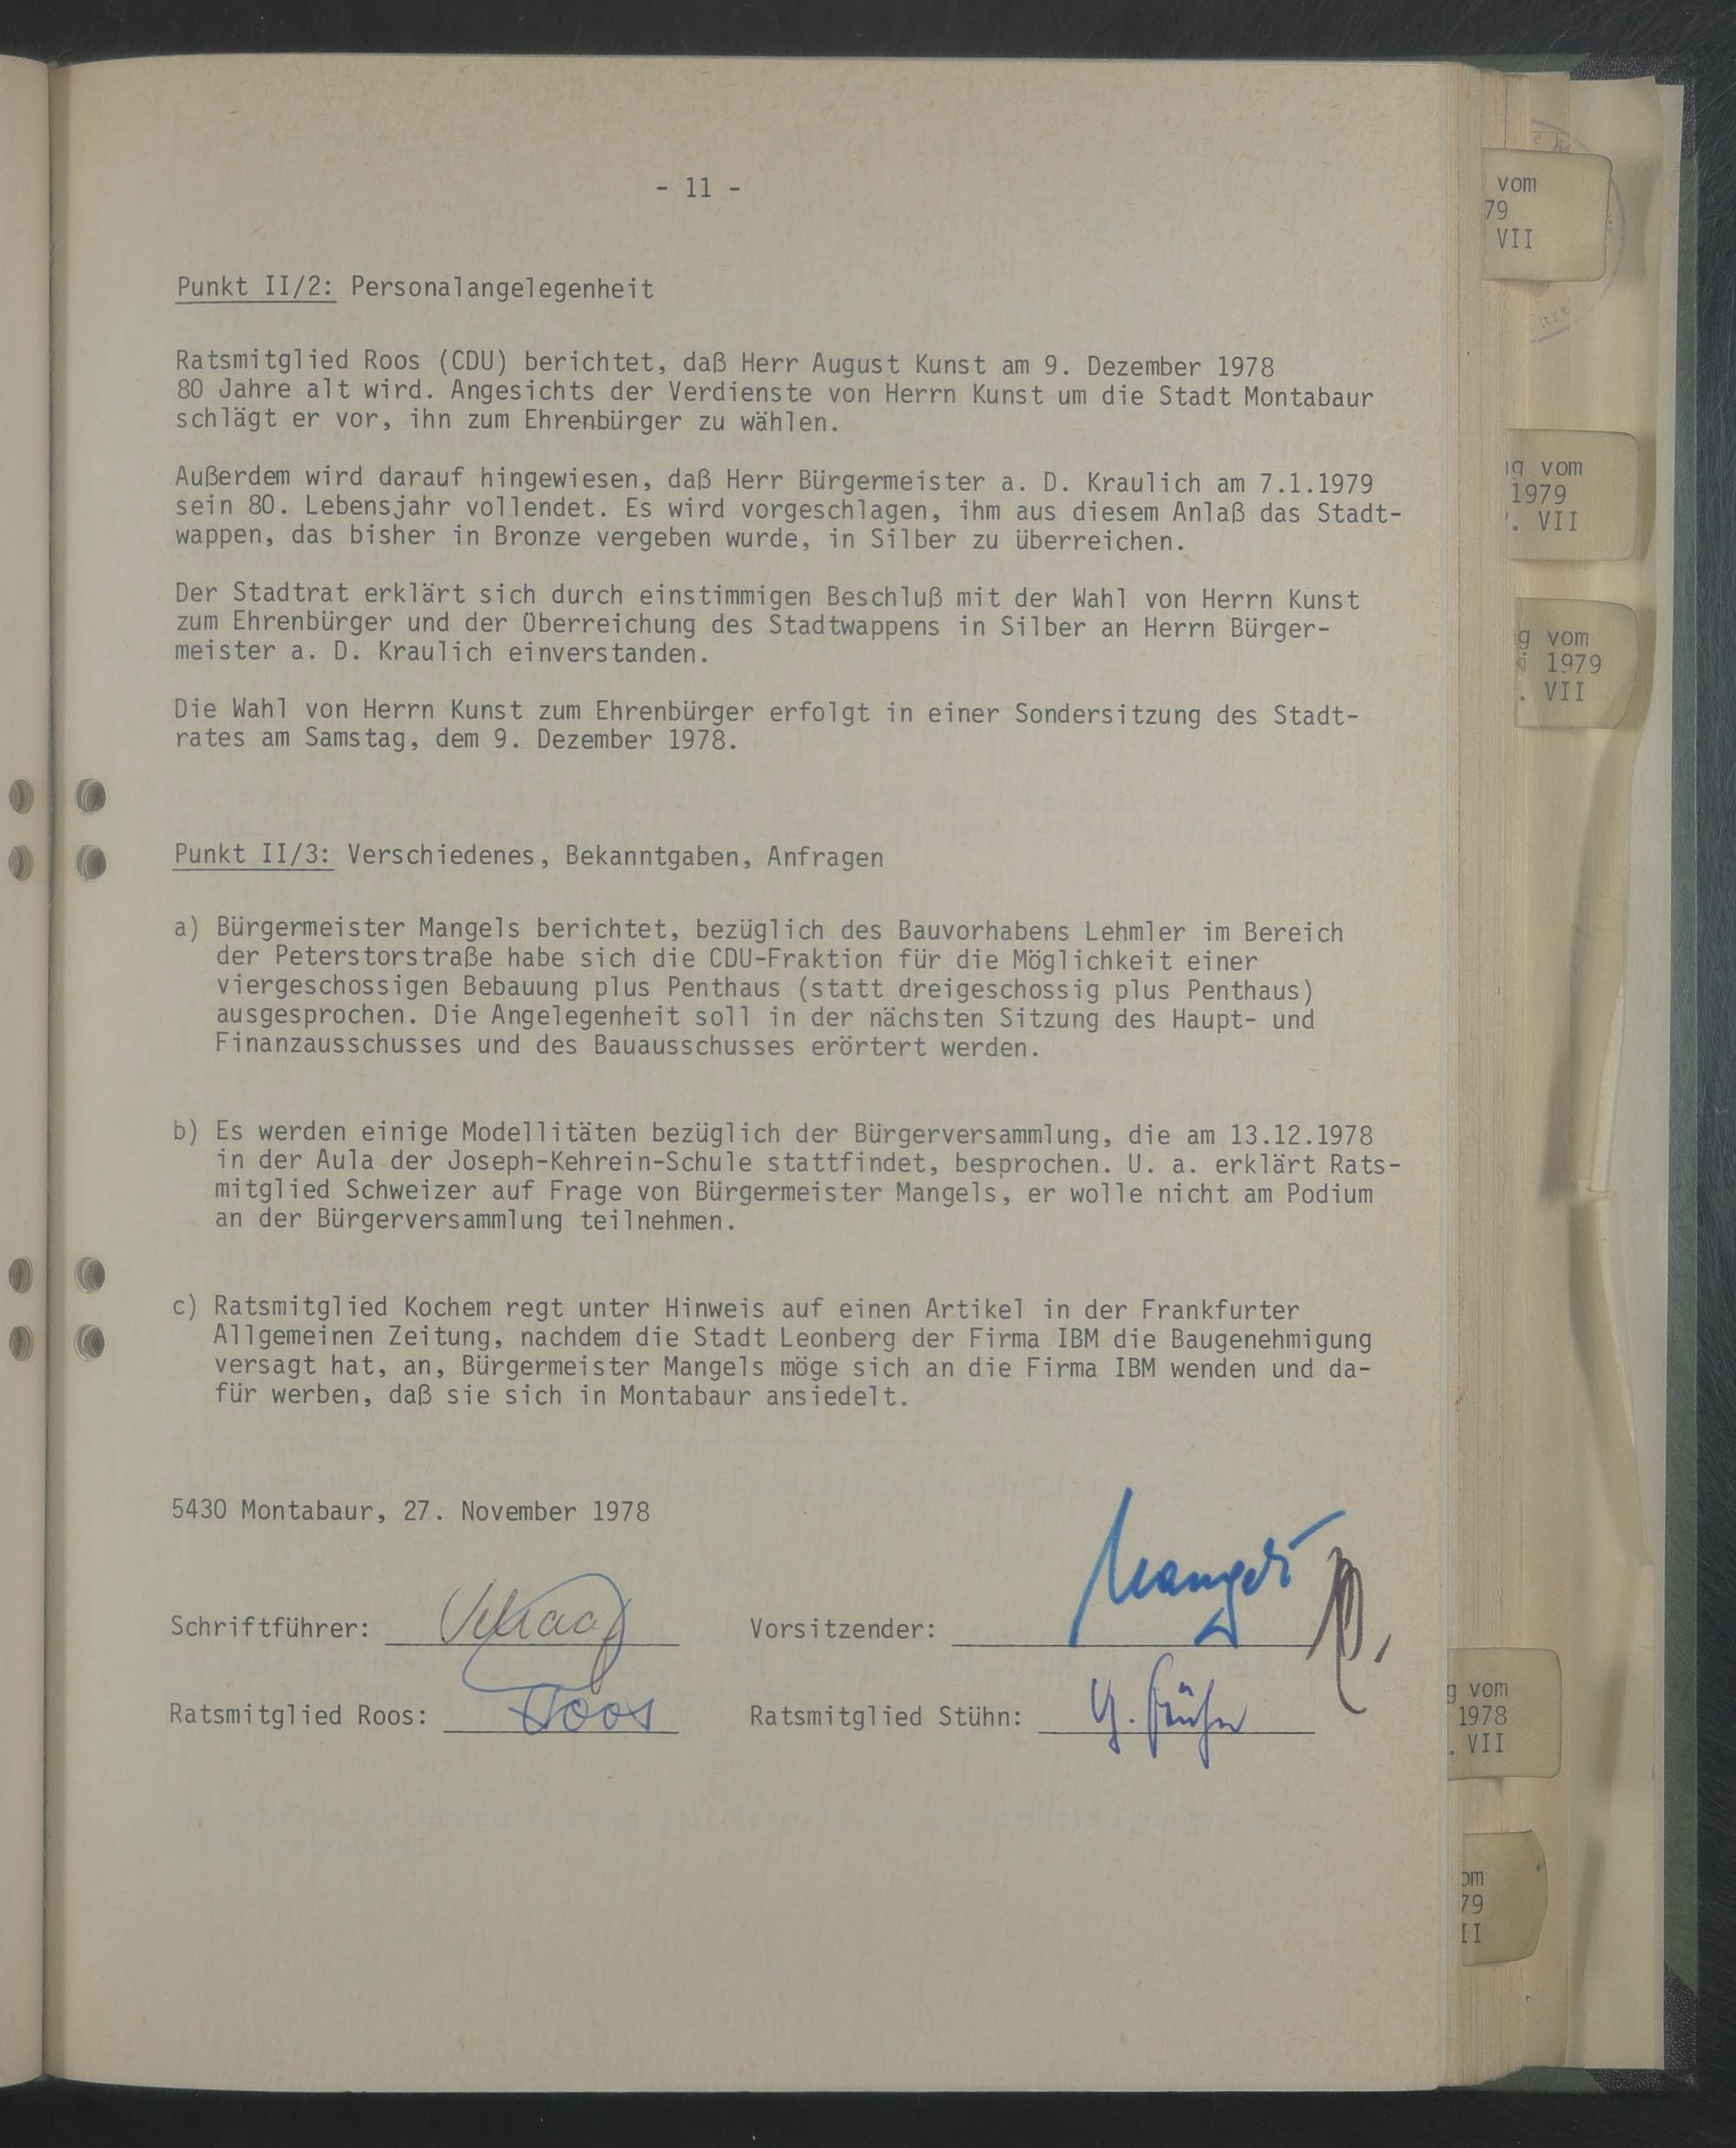 - 11 -
Punkt II/2: Personalangelegenheit
Ratsmitglied Roos (CDU) berichtet, daß Herr August Kunst am 9. Dezember 1978
80 Jahre alt wird. Angesichts der Verdienste von Herrn Kunst um die Stadt Montabaur
schlägt er vor, ihn zum Ehrenbürger zu wählen.
Außerdem wird darauf hingewiesen, daß Herr Bürgermeister a. D. Kraulich am 7.1.1979
sein 80. Lebensjahr vollendet. Es wird vorgeschlagen, ihm aus diesem Anlaß das Stadt-
wappen, das bisher in Bronze vergeben wurde, in Silber zu überreichen.
Der Stadtrat erklärt sich durch einstimmigen Beschluß mit der Wahl von Herrn Kunst
zum Ehrenbürger und der Überreichung des Stadtwappens in Silber an Herrn Bürger-
meister a. D. Kraulich einverstanden.
Die Wahl von Herrn Kunst zum Ehrenbürger erfolgt in einer Sondersitzung des Stadt-
rates am Samstag, dem 9. Dezember 1978.
Punkt II/3: Verschiedenes, Bekanntgaben, Anfragen
a) Bürgermeister Mangels berichtet, bezüglich des Bauvorhabens Lehmler im Bereich
der Peterstorstraße habe sich die CDU-Fraktion für die Möglichkeit einer
viergeschossigen Bebauung plus Penthaus (statt dreigeschossig plus Penthaus)
ausgesprochen. Die Angelegenheit soll in der nächsten Sitzung des Haupt- und
Finanzausschusses und des Bauausschusses erörtert werden.
b) Es werden einige Modellitäten bezüglich der Bürgerversammlung, die am 13.12.1978
in der Aula der Joseph-Kehrein-Schule stattfindet, besprochen. U. a. erklärt Rats-
mitglied Schweizer auf Frage von Bürgermeister Mangels, er wolle nicht am Podium
an der Bürgerversammlung teilnehmen.
c) Ratsmitglied Kochem regt unter Hinweis auf einen Artikel in der Frankfurter
Allgemeinen Zeitung, nachdem die Stadt Leonberg der Firma IBM die Baugenehmigung
versagt hat, an, Bürgermeister Mangels möge sich an die Firma IBM wenden und da-
für werben, daß sie sich in Montabaur ansiedelt.
5430 Montabaur, 27. November 1978
Schriftführer: Vorsitzender: Mangels
Ratsmitglied Roos: Roos Ratsmitglied Stühn: Stühn
vom
79
VII
g vom
1979
. VII
g vom
1979
. VII
g vom
1978
. VII
om
79
II